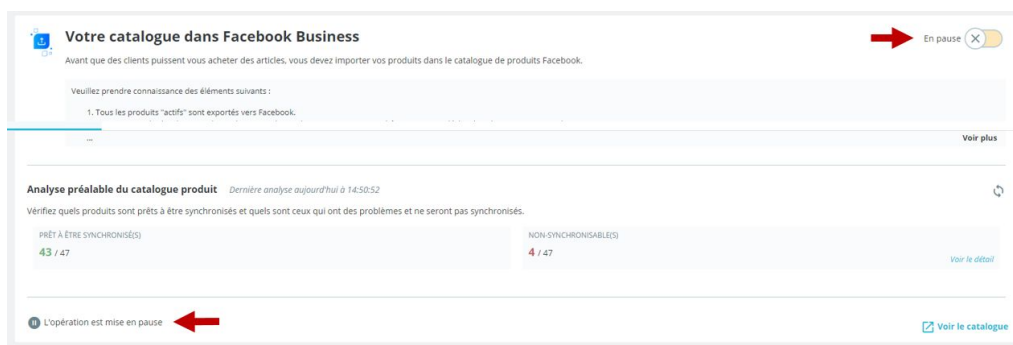 Votre catalogue dans Facebook Business
En pause
Avant que des clients puissent vous acheter des articles, vous devez importer vos produits dans le catalogue de produits Facebook.
Veuillez prendre connaissance des éléments suivants :
1. Tous les produits "actifs" sont exportés vers Facebook.
...
Voir plus
Analyse préalable du catalogue produit Dernière analyse aujourd'hui à 14:50:52
Vérifiez quels produits sont prêts à être synchronisés et quels sont ceux qui ont des problèmes et ne seront pas synchronisés.
PRÊT À ÊTRE SYNCHRONISÉ(S)
43 / 47
NON-SYNCHRONISABLE(S)
4 / 47
Voir le détail
L'opération est mise en pause
Voir le catalogue